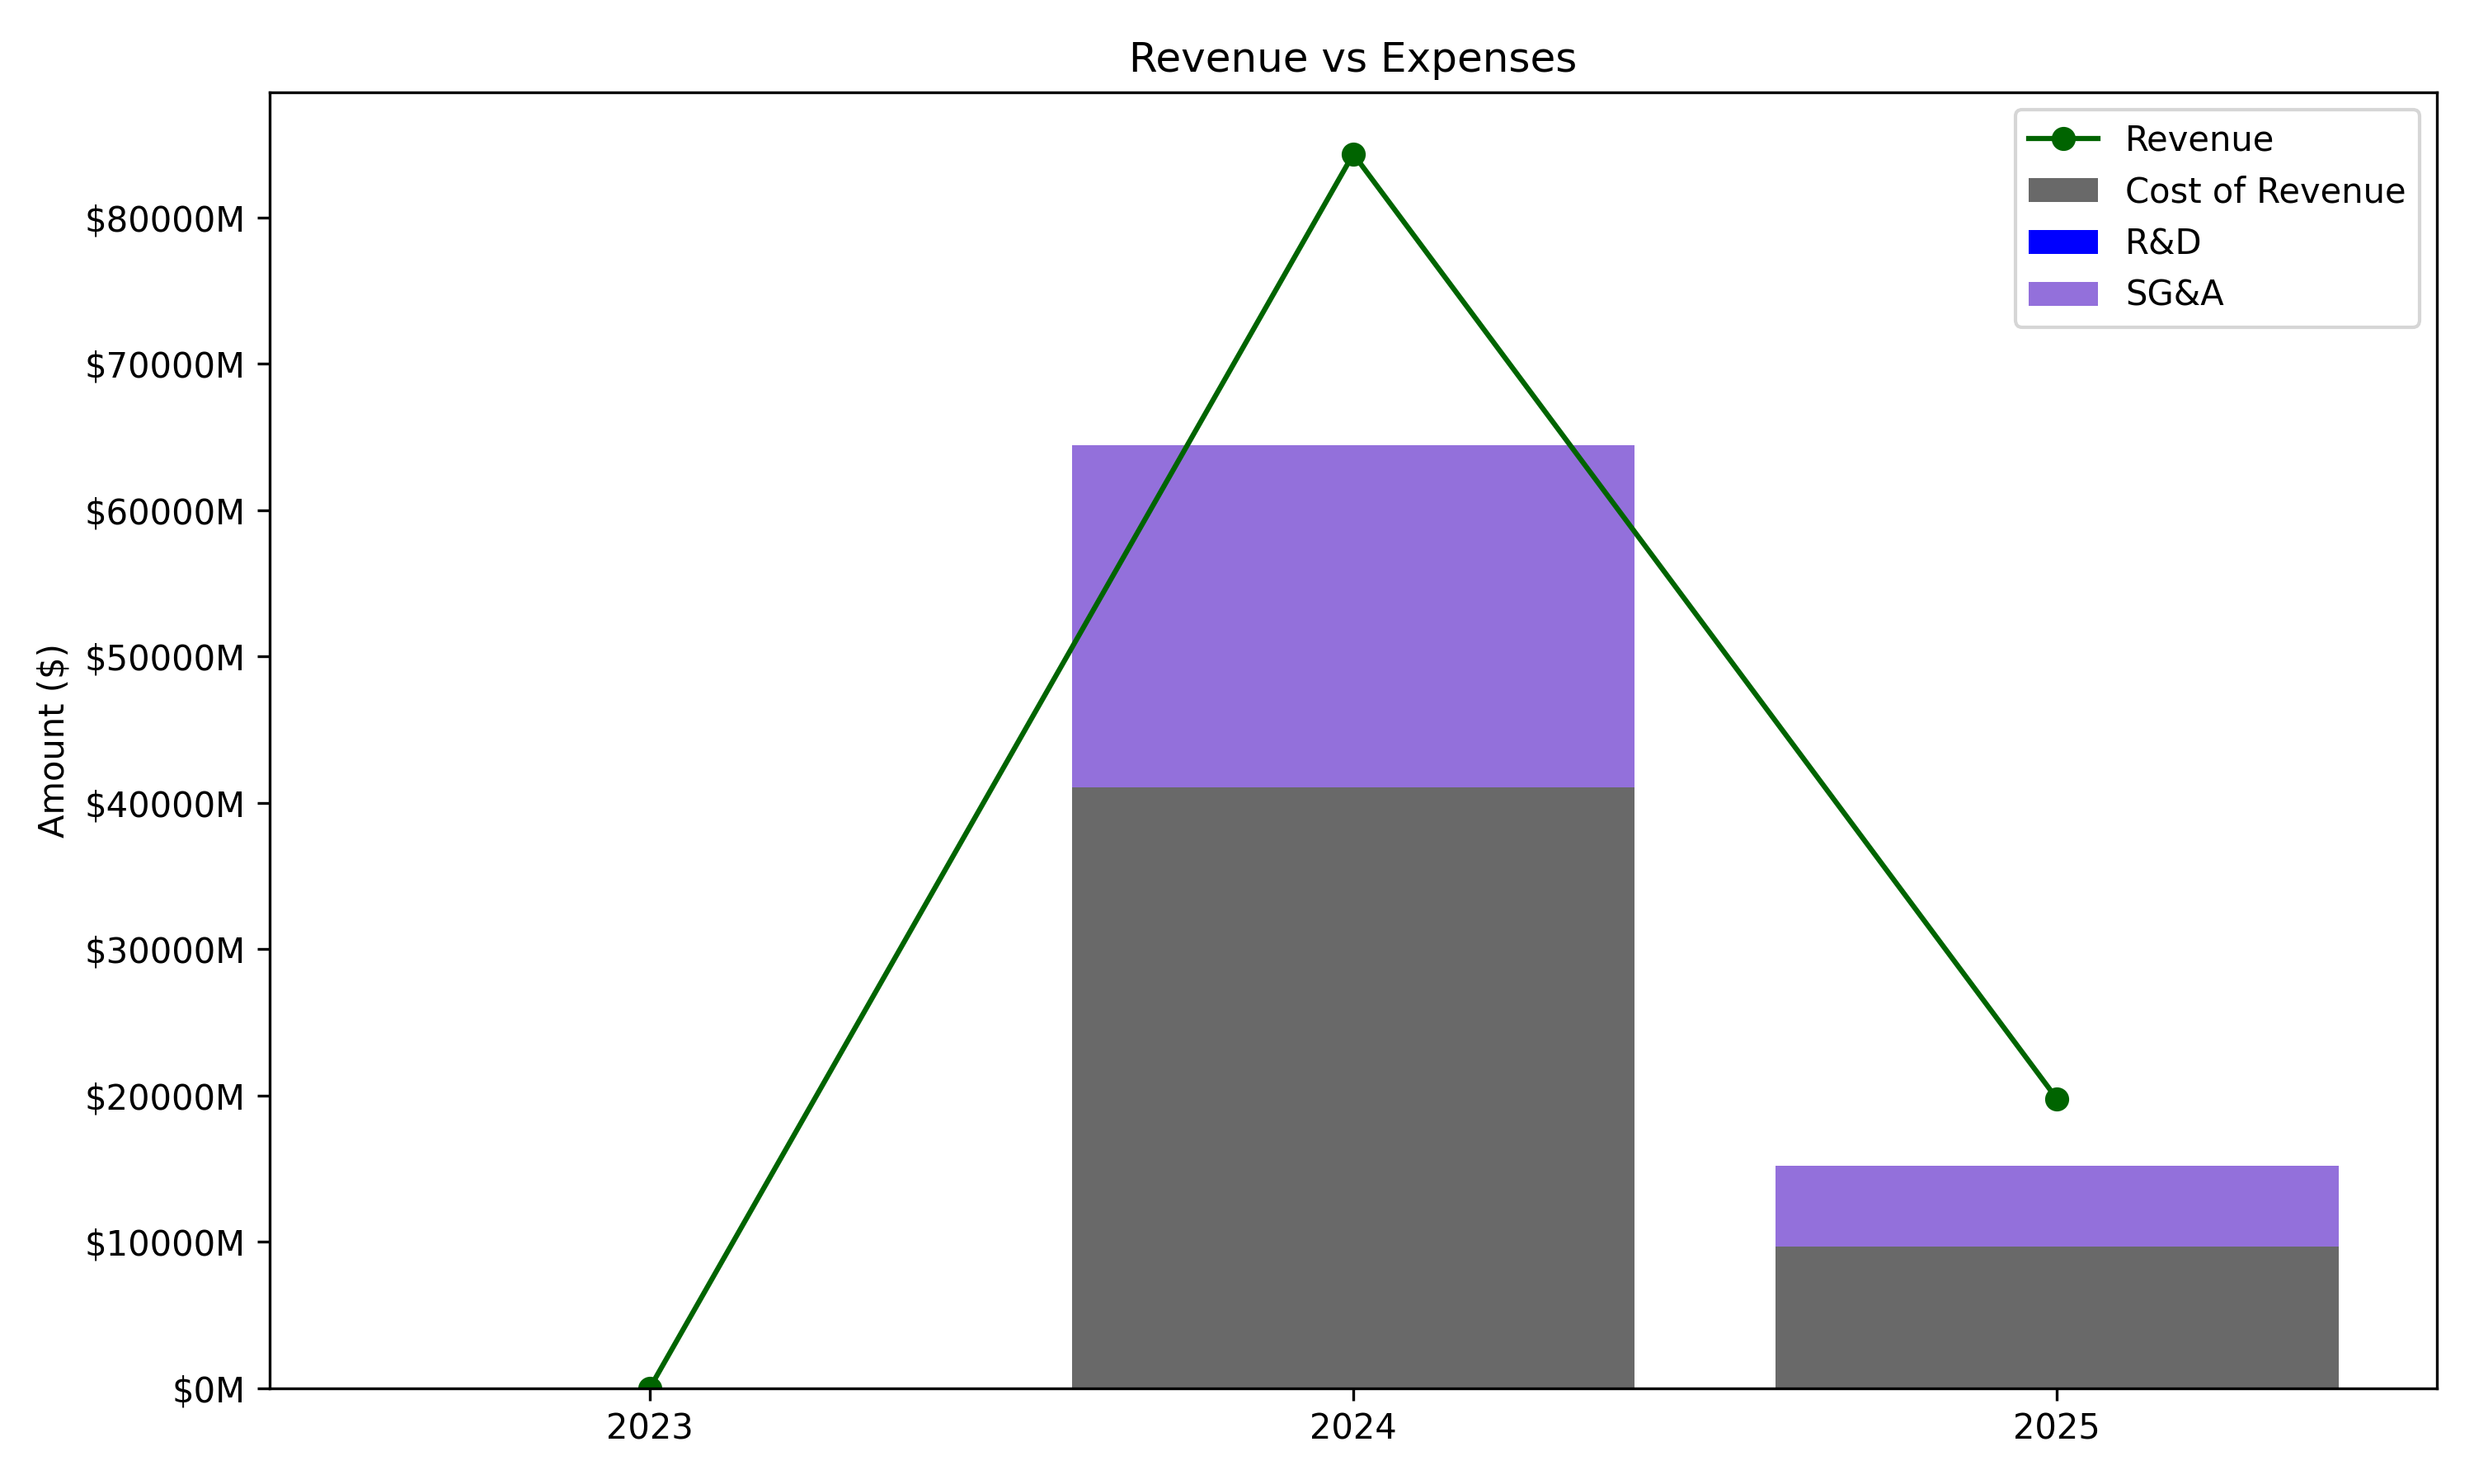 Revenue vs Expenses
Revenue
Cost of Revenue
R&D
SG&A
Amount ($)
$80000M
$70000M
$60000M
$50000M
$40000M
$30000M
$20000M
$10000M
$0M
2023
2024
2025